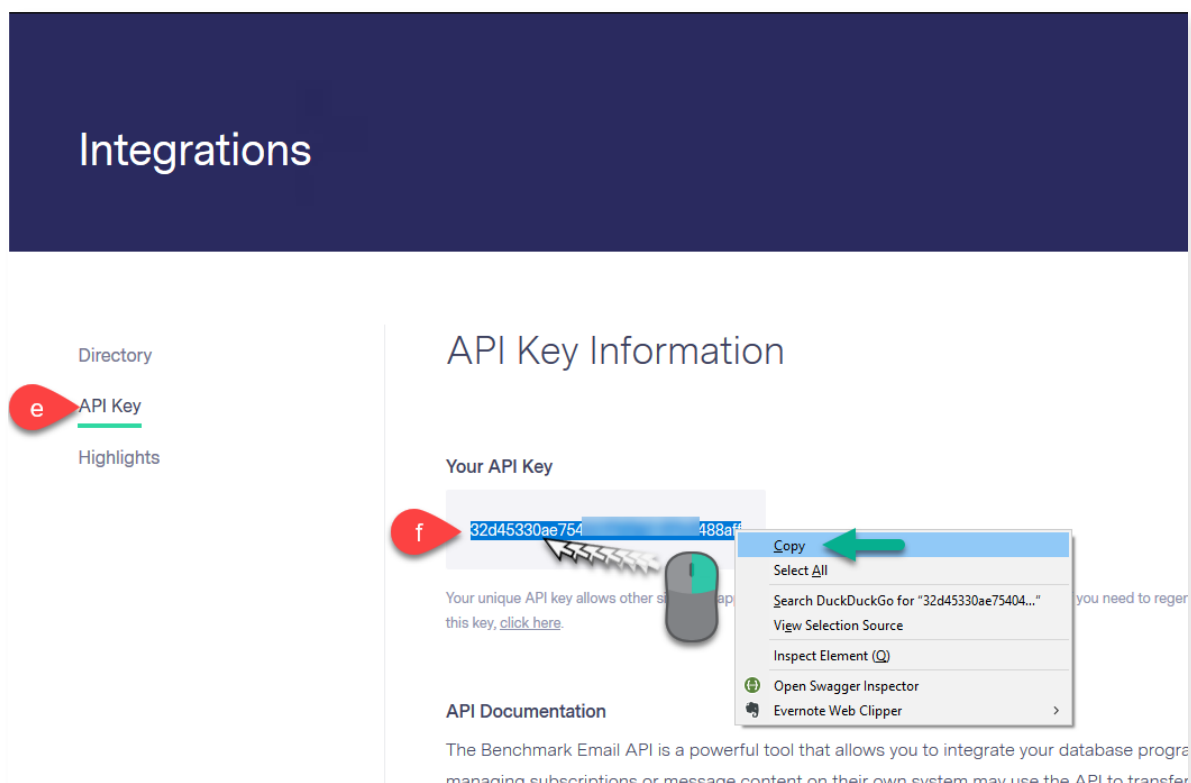 Integrations
Directory
API Key Information
e
API Key
Highlights
Your API Key
f
32d45330ae754 488aff
Copy
Select All
Your unique API key allows other you need to regen
this key, click here.
Search DuckDuckGo for “32d45330ae75404...”
View Selection Source
Inspect Element (Q)
Open Swagger Inspector
Evernote Web Clipper
API Documentation
The Benchmark Email API is a powerful tool that allows you to integrate your database progra
managing subscriptions or message content on their own system may use the API to transfer